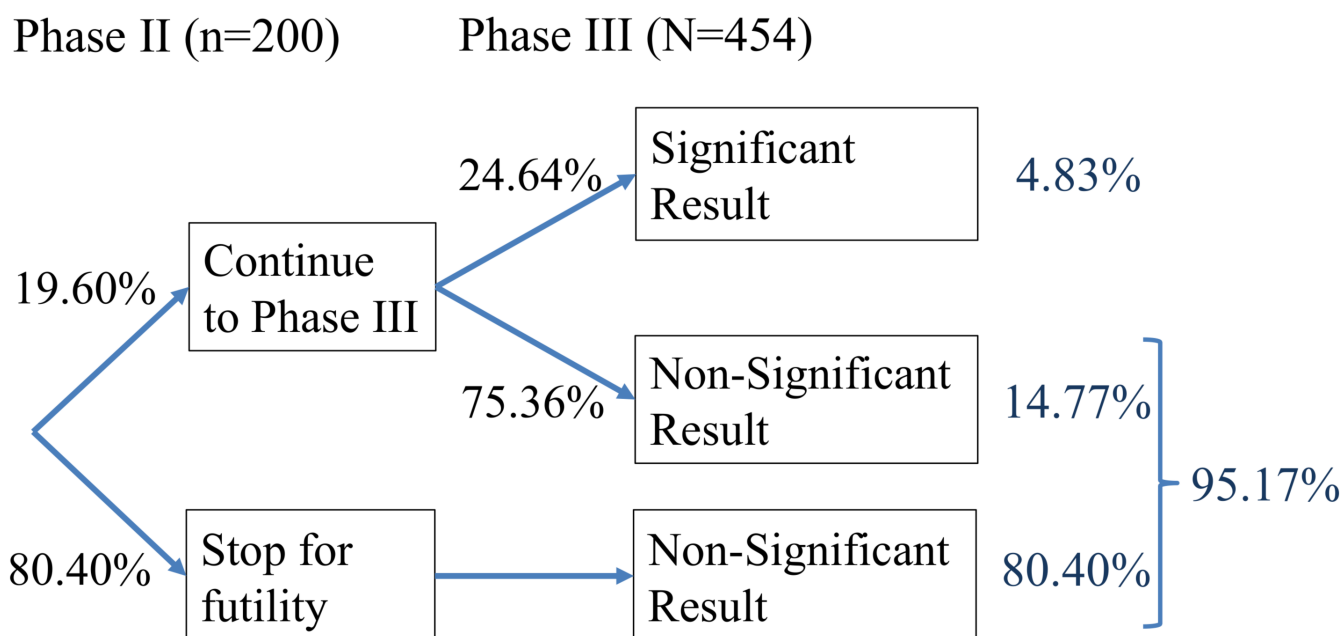 Phase II (n=200)
Phase III (N=454)
24.64%
Significant
Result
4.83%
19.60%
Continue
to Phase III
75.36%
Non-Significant
Result
14.77%
95.17%
80.40%
Stop for
futility
Non-Significant
Result
80.40%